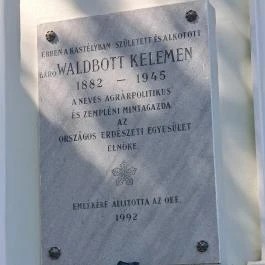 EBBEN A KASTÉLYBAN SZÜLETETT ÉS ALKOTOTT
BÁRÓ WALDBOTT KELEMEN
1882 – 1945
A NEVES AGRÁRPOLITIKUS
ÉS ZEMPLÉNI MINTAGAZDA
AZ
ORSZÁGOS ERDÉSZETI EGYESÜLET
ELNÖKE.
EMLÉKÉRE ÁLLÍTOTTA AZ OEE.
1992